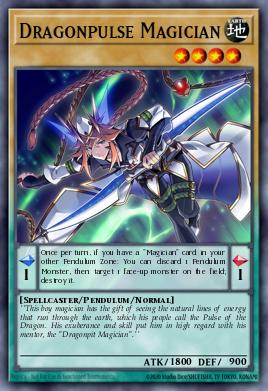 DRAGONPULSE MAGICIAN
EARTH
地
Once per turn, if you have a "Magician" card in your
other Pendulum Zone: You can discard 1 Pendulum
Monster, then target 1 face-up monster on the field;
destroy it.
1
1
[SPELLCASTER/PENDULUM/NORMAL]
"This boy magician has the gift of seeing the natural lines of energy
that run through the earth, which his people call the Pulse of the
Dragon. His exuberance and skill put him in high regard with his
mentor, the "Dragonpit Magician"."
ATK/1800 DEF/ 900